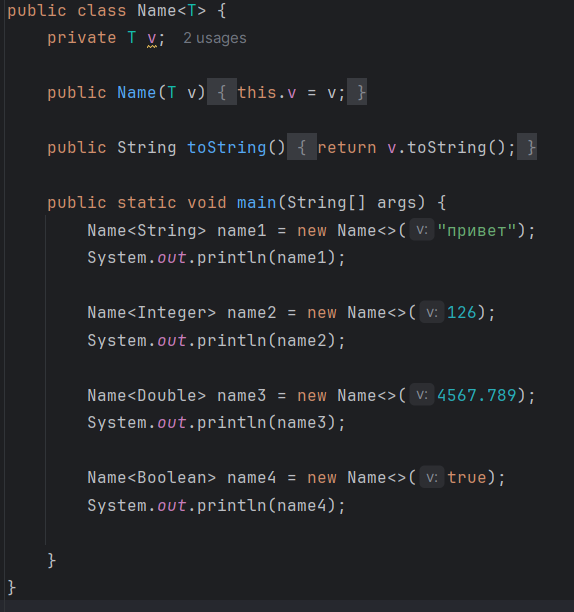 public class Name<T> {
private T v; 2 usages
public Name(T v) { this.v = v; }
public String toString() { return v.toString(); }
public static void main(String[] args) {
Name<String> name1 = new Name<>( v: "привет");
System.out.println(name1);
Name<Integer> name2 = new Name<>( v: 126);
System.out.println(name2);
Name<Double> name3 = new Name<>( v: 4567.789);
System.out.println(name3);
Name<Boolean> name4 = new Name<>( v: true);
System.out.println(name4);
}
}